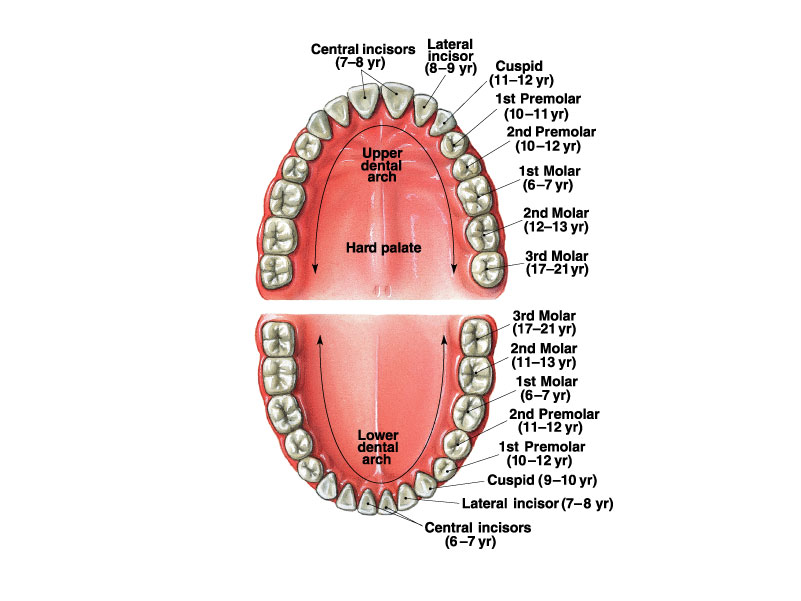 Central incisors
(7–8 yr)
Lateral
incisor
(8–9 yr)
Cuspid
(11–12 yr)
1st Premolar
(10–11 yr)
2nd Premolar
(10–12 yr)
1st Molar
(6–7 yr)
2nd Molar
(12–13 yr)
3rd Molar
(17–21 yr)
Upper
dental
arch
Hard palate
3rd Molar
(17–21 yr)
2nd Molar
(11–13 yr)
1st Molar
(6–7 yr)
2nd Premolar
(11–12 yr)
1st Premolar
(10–12 yr)
Cuspid (9–10 yr)
Lateral incisor (7–8 yr)
Central incisors
(6–7 yr)
Lower
dental
arch